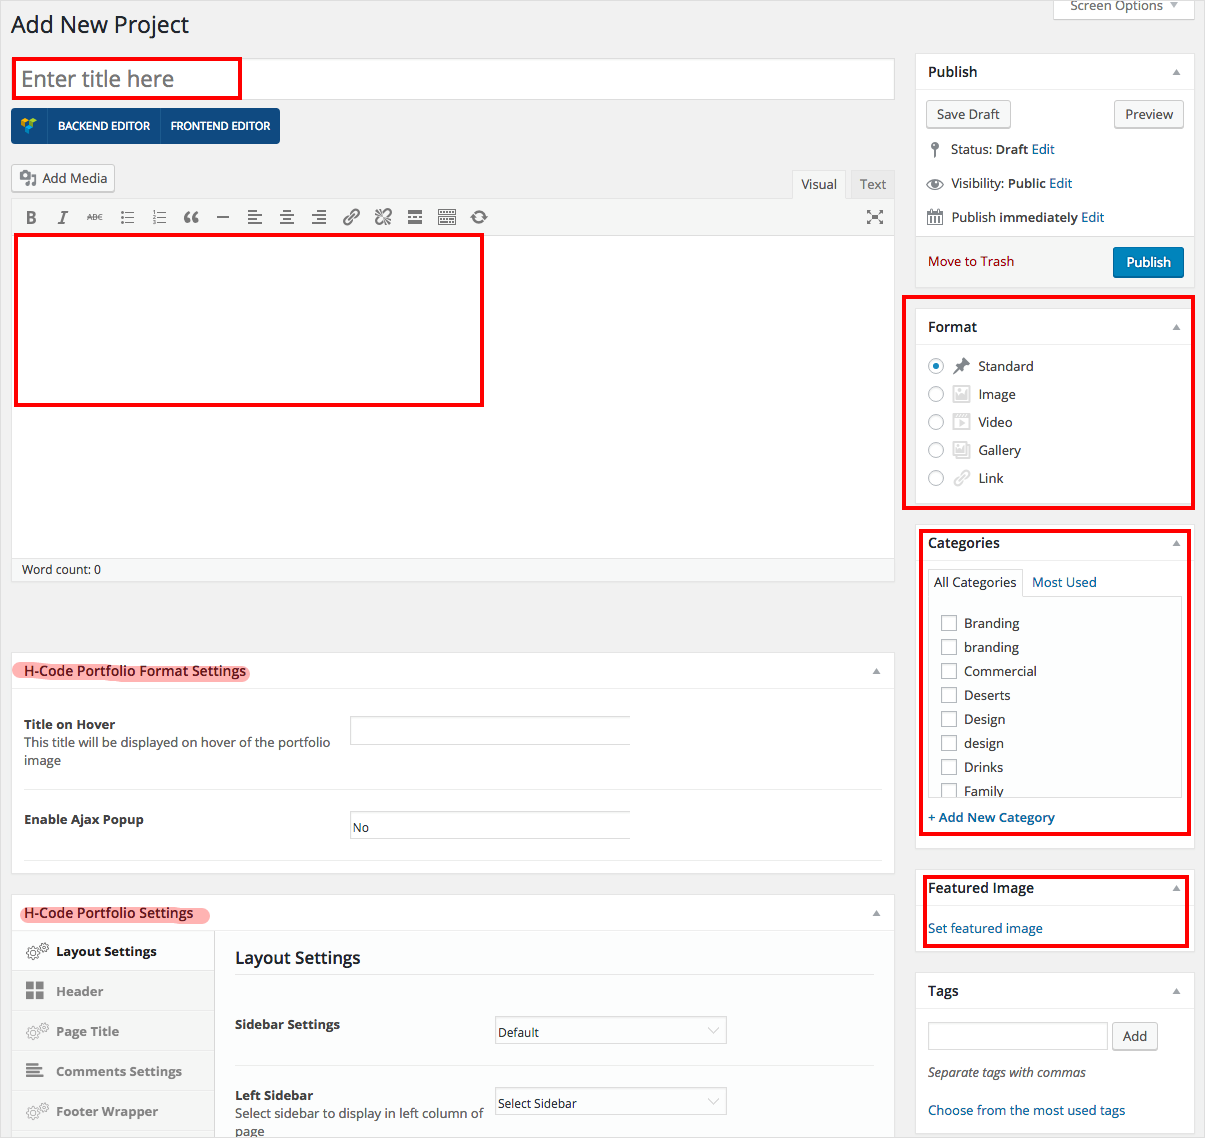 Screen Options
Add New Project
Enter title here
BACKEND EDITOR FRONTEND EDITOR
Add Media
Visual Text
B I ABC
Word count: 0
H-Code Portfolio Format Settings
Title on Hover
This title will be displayed on hover of the portfolio
image
Enable Ajax Popup
No
H-Code Portfolio Settings
Layout Settings
Header
Page Title
Comments Settings
Footer Wrapper
Layout Settings
Sidebar Settings
Default
Left Sidebar
Select sidebar to display in left column of
page
Select Sidebar
Publish
Save Draft Preview
Status: Draft Edit
Visibility: Public Edit
Publish immediately Edit
Move to Trash Publish
Format
Standard
Image
Video
Gallery
Link
Categories
All Categories Most Used
Branding
branding
Commercial
Deserts
Design
design
Drinks
Family
+ Add New Category
Featured Image
Set featured image
Tags
Add
Separate tags with commas
Choose from the most used tags